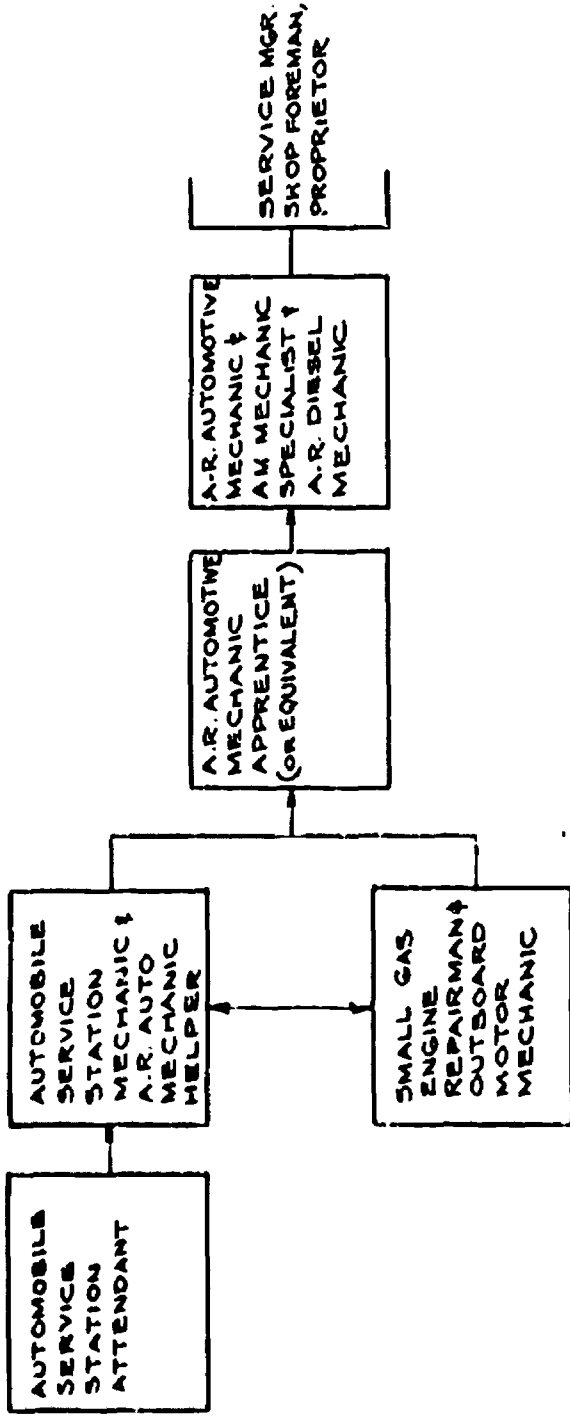 AUTOMOBILE
SERVICE
STATION
ATTENDANT
AUTOMOBILE
SERVICE
STATION
MECHANIC &
A.R. AUTO
MECHANIC
HELPER
SMALL GAS
ENGINE
REPAIRMAN &
OUTBOARD
MOTOR
MECHANIC
A.R. AUTOMOTIVE
MECHANIC
APPRENTICE
(OR EQUIVALENT)
A-R. AUTOMOTIVE
MECHANIC &
AM MECHANIC
SPECIALIST &
A.R. DIESEL
MECHANIC
SERVICE MGR.
SHOP FOREMAN,
PROPRIETOR